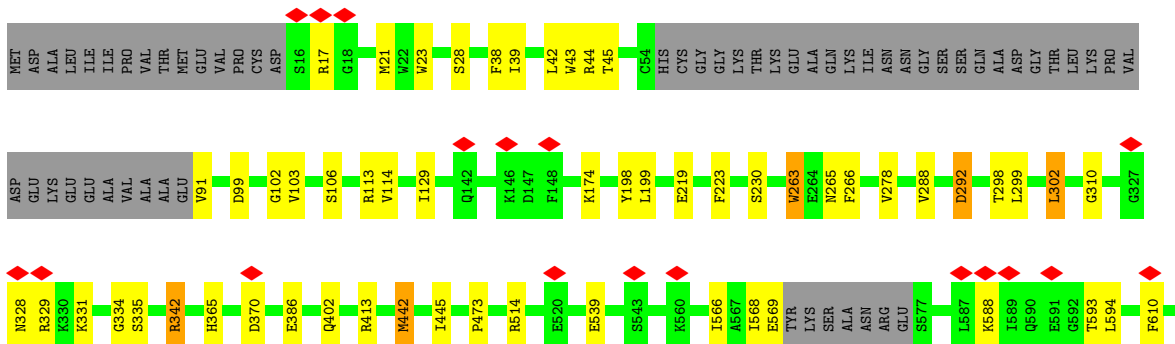 MET ASP ALA LEU ILE ILE PRO VAL THR MET GLU VAL PRO CYS ASP S16 R17 G18 M21 W22 W23 S28 F38 I39 L42 W43 R44 T45 C54 HIS CYS GLY GLY LYS THR LYS GLU ALA GLN LYS ILE ASN ASN GLY SER SER GLN ALA ASP GLY THR LEU LYS PRO VAL
ASP GLU LYS GLU GLU ALA VAL ALA ALA GLU V91 D99 G102 V103 S106 R113 V114 I129 Q142 K146 D147 F148 K174 Y198 L199 E219 F223 S230 W263 E264 N265 F266 V278 V288 D292 T298 L299 L302 G310 G327
N328 R329 K330 K331 G334 S335 R342 H365 D370 E386 Q402 R413 M442 I445 P473 R514 E520 E539 S543 K560 I566 A567 I568 E569 TYR LYS SER ALA ASN ARG GLU S577 L587 K588 I589 Q590 E591 G592 T593 L594 F610